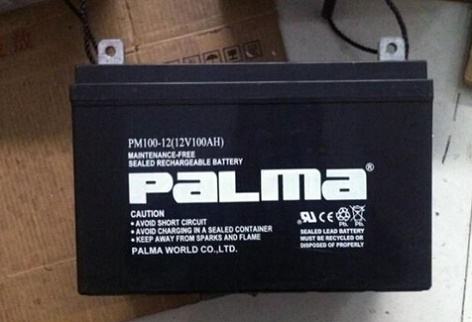 PM100-12(12V100AH)
MAINTENANCE-FREE
SEALED RECHARGEABLE BATTERY
PALMA®
CAUTION
• AVOID SHORT CIRCUIT
• AVOID CHARGING IN A SEALED CONTAINER
• KEEP AWAY FROM SPARKS AND FLAME
PALMA WORLD CO.,LTD.
CE
Pb
SEALED LEAD BATTERY
MUST BE RECYCLED OR
DISPOSED OF PROPERLY